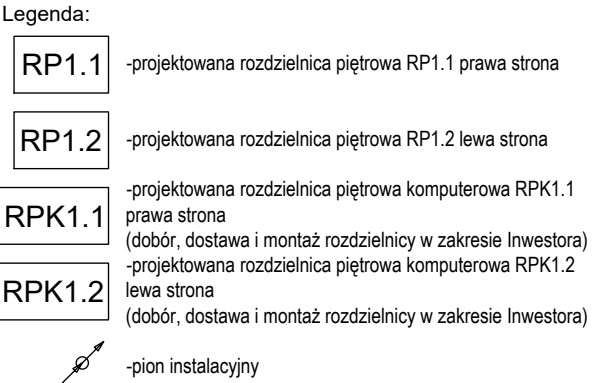 Legenda:
RP1.1 -projektowana rozdzielnica piętrowa RP1.1 prawa strona
RP1.2 -projektowana rozdzielnica piętrowa RP1.2 lewa strona
RPK1.1 -projektowana rozdzielnica piętrowa komputerowa RPK1.1
prawa strona
(dobór, dostawa i montaż rozdzielnicy w zakresie Inwestora)
RPK1.2 -projektowana rozdzielnica piętrowa komputerowa RPK1.2
lewa strona
(dobór, dostawa i montaż rozdzielnicy w zakresie Inwestora)
-pion instalacyjny